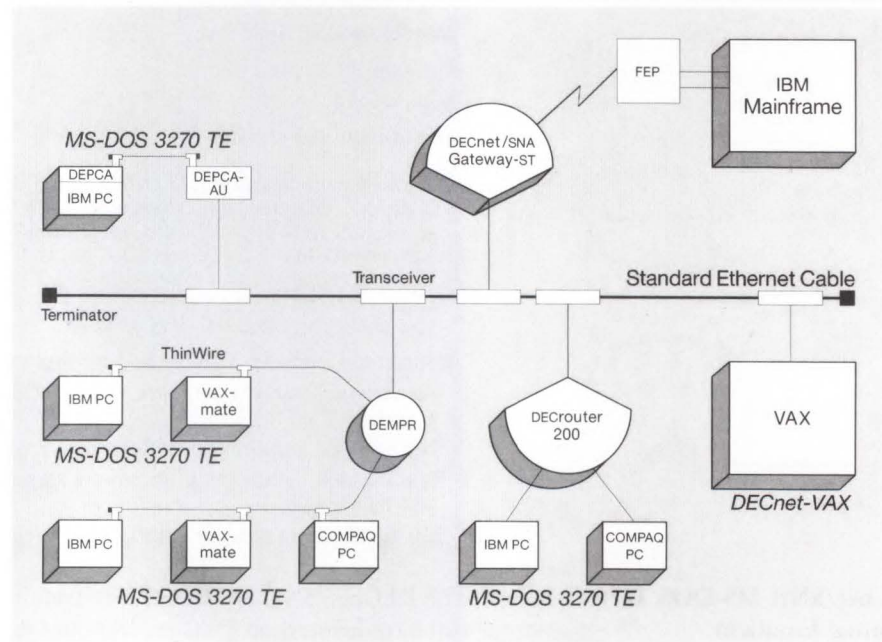 FEP
IBM
Mainframe
DECnet/SNA
Gateway-ST
MS-DOS 3270 TE
DEPCA
IBM PC
DEPCA-
AU
Transceiver
Standard Ethernet Cable
Terminator
ThinWire
IBM PC
VAX-
mate
MS-DOS 3270 TE
DEMPR
DECrouter
200
VAX
DECnet-VAX
IBM PC
VAX-
mate
COMPAQ
PC
MS-DOS 3270 TE
IBM PC
COMPAQ
PC
MS-DOS 3270 TE